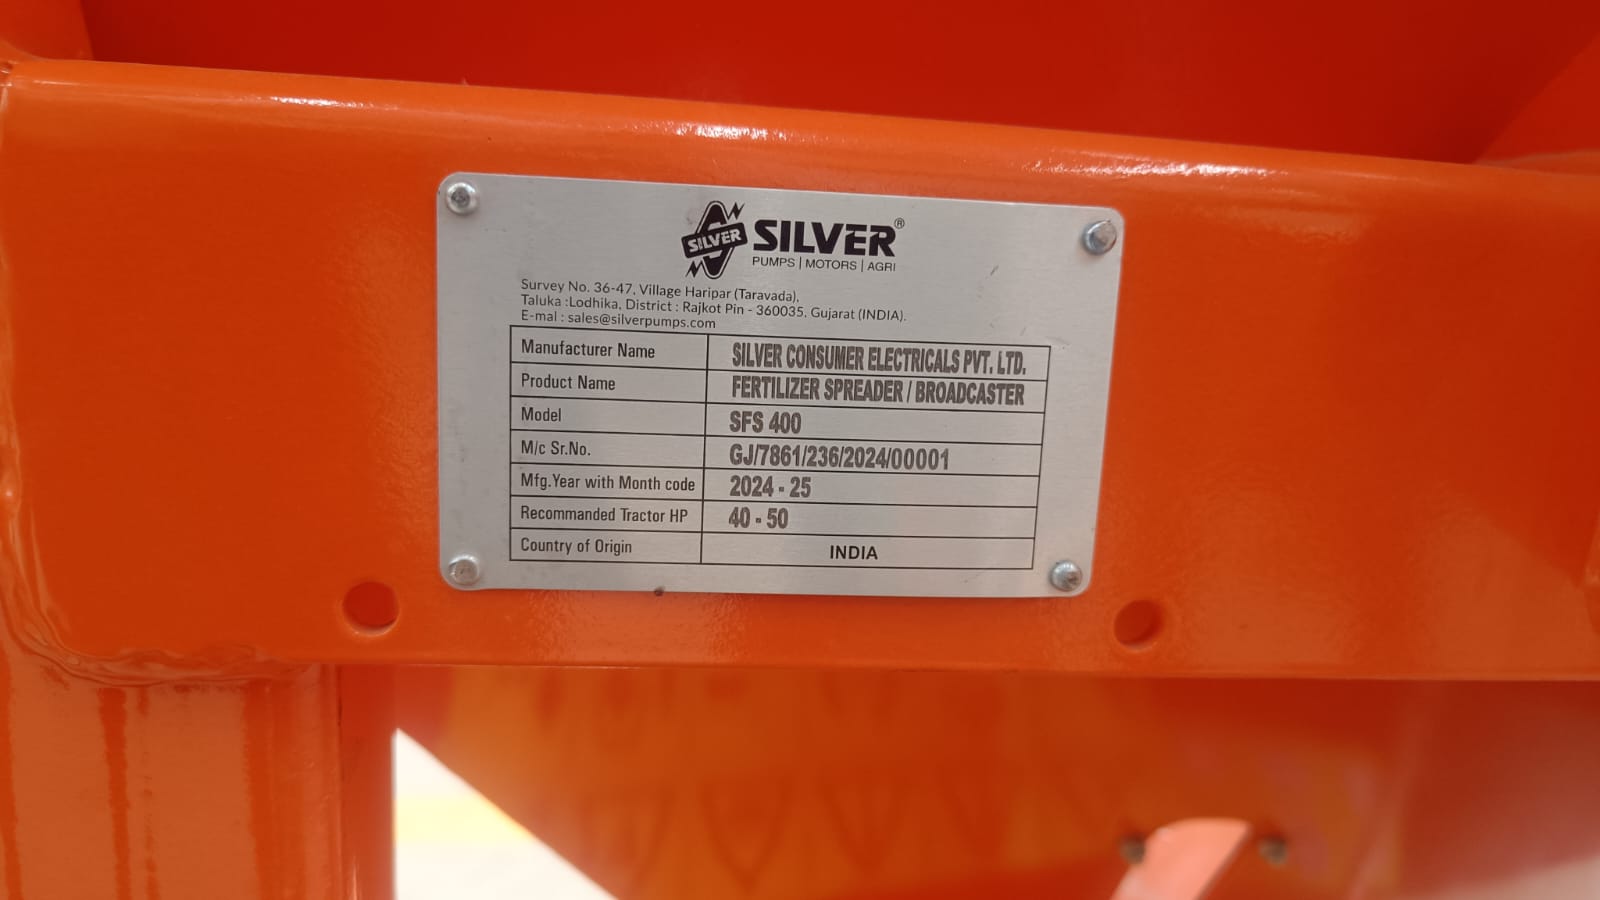 SILVER SILVER®
PUMPS | MOTORS | AGRI
Survey No. 36-47, Village Haripar (Taravada),
Taluka :Lodhika, District : Rajkot Pin - 360035, Gujarat (INDIA).
E-mal : sales@silverpumps.com
Manufacturer Name SILVER CONSUMER ELECTRICALS PVT. LTD.
Product Name FERTILIZER SPREADER / BROADCASTER
Model SFS 400
M/c Sr.No. GJ/7861/236/2024/00001
Mfg.Year with Month code 2024 - 25
Recommanded Tractor HP 40 - 50
Country of Origin INDIA